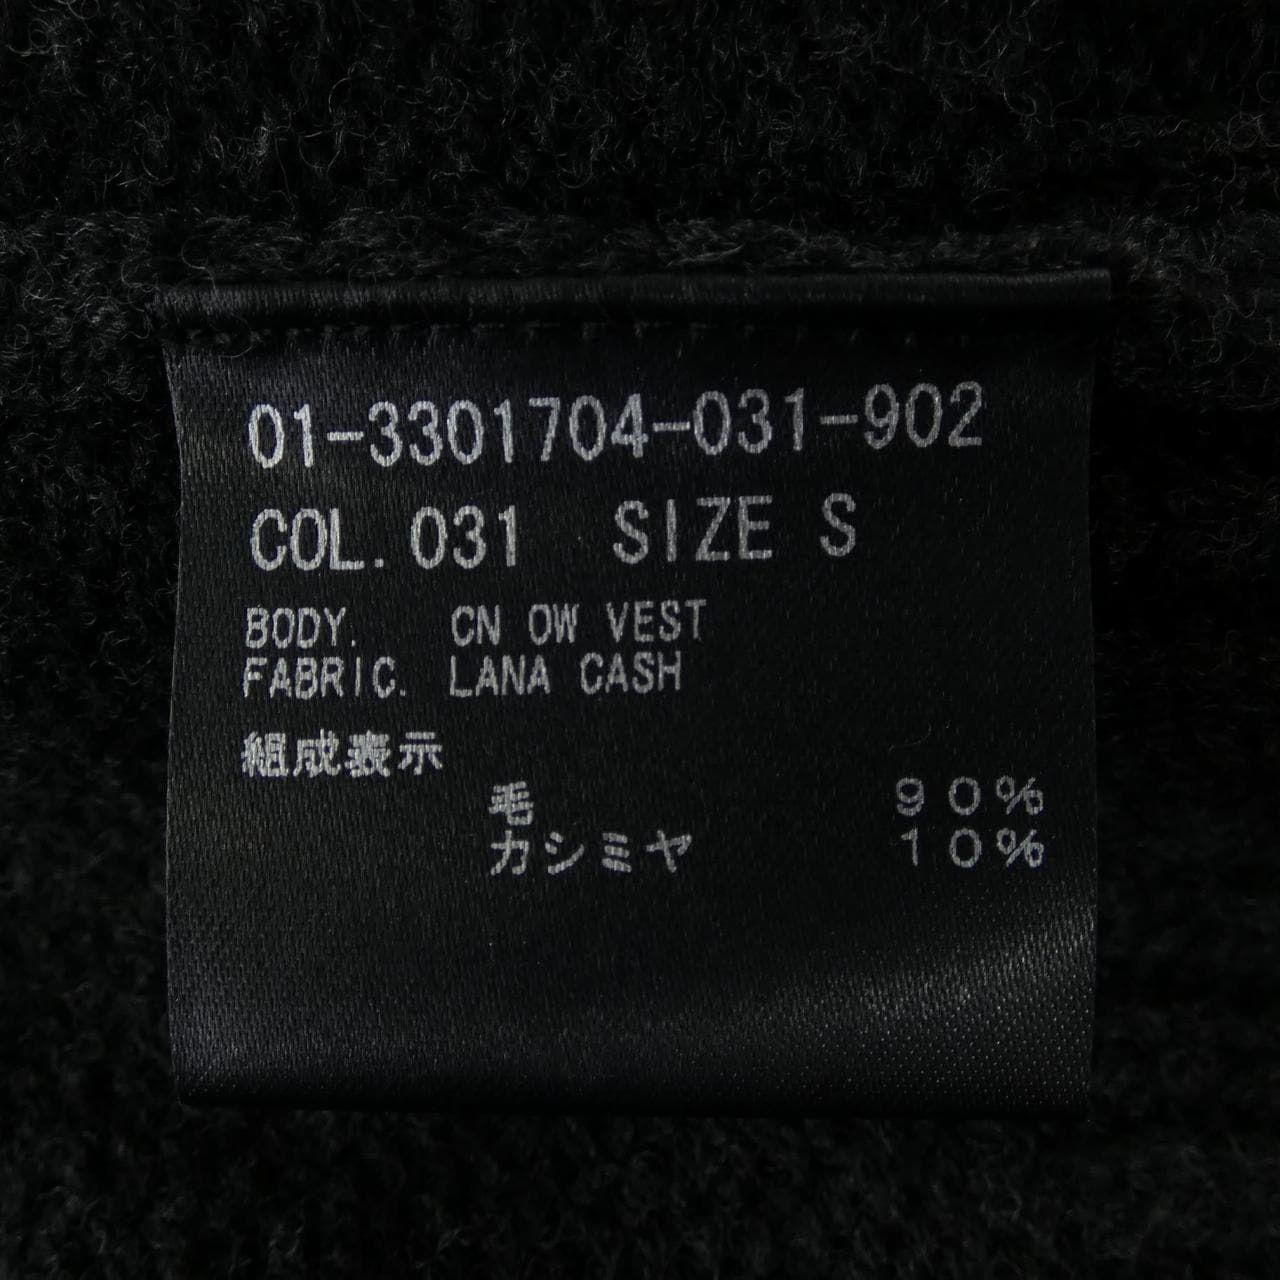 01-3301704-031-902
COL. 031 SIZE S
BODY. CN OW VEST
FABRIC. LANA CASH
組成表示
毛 90%
カシミヤ 10%